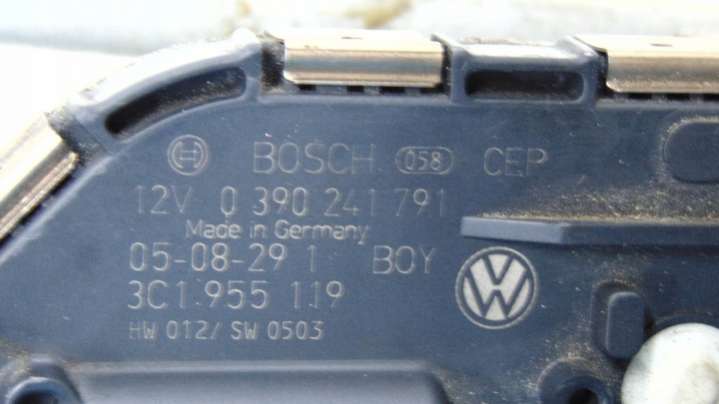 BOSCH 058 CEP
12V 0 390 241 791
Made in Germany
05-08-29 1 BOY
3C1 955 119
HW 012/ SW 0503